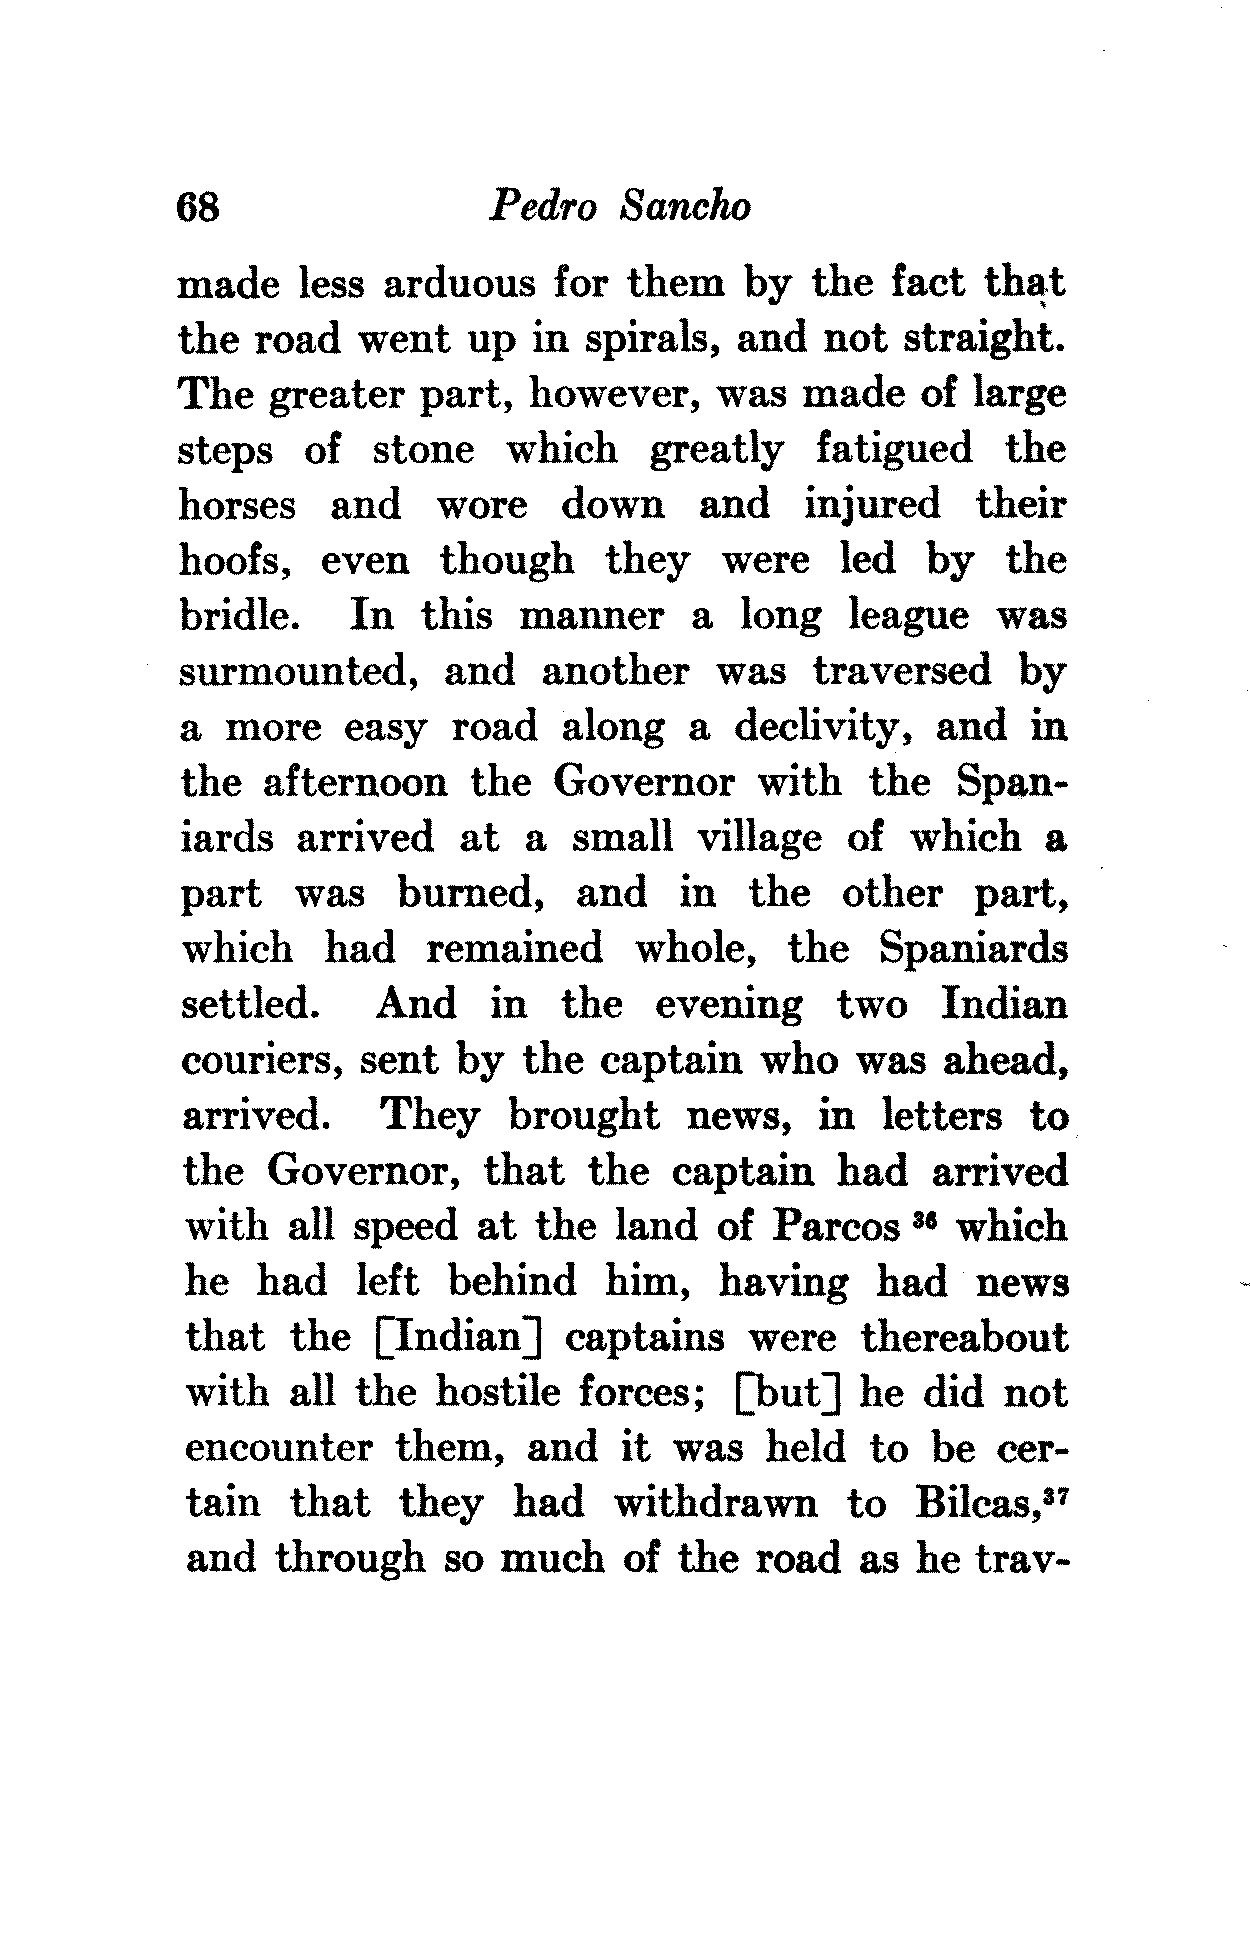 68 Pedro Sancho
made less arduous for them by the fact that
the road went up in spirals, and not straight.
The greater part, however, was made of large
steps of stone which greatly fatigued the
horses and wore down and injured their
hoofs, even though they were led by the
bridle. In this manner a long league was
surmounted, and another was traversed by
a more easy road along a declivity, and in
the afternoon the Governor with the Span-
iards arrived at a small village of which a
part was burned, and in the other part,
which had remained whole, the Spaniards
settled. And in the evening two Indian
couriers, sent by the captain who was ahead,
arrived. They brought news, in letters to
the Governor, that the captain had arrived
with all speed at the land of Parcos ³⁶ which
he had left behind him, having had news
that the [Indian] captains were thereabout
with all the hostile forces; [but] he did not
encounter them, and it was held to be cer-
tain that they had withdrawn to Bilcas,³⁷
and through so much of the road as he trav-